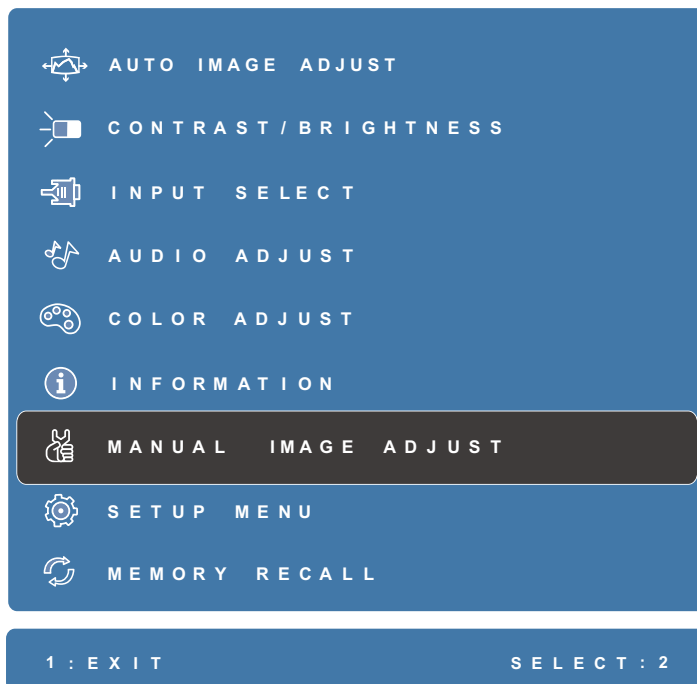 AUTO IMAGE ADJUST
CONTRAST/BRIGHTNESS
INPUT SELECT
AUDIO ADJUST
COLOR ADJUST
INFORMATION
MANUAL IMAGE ADJUST
SETUP MENU
MEMORY RECALL
1:EXIT SELECT:2